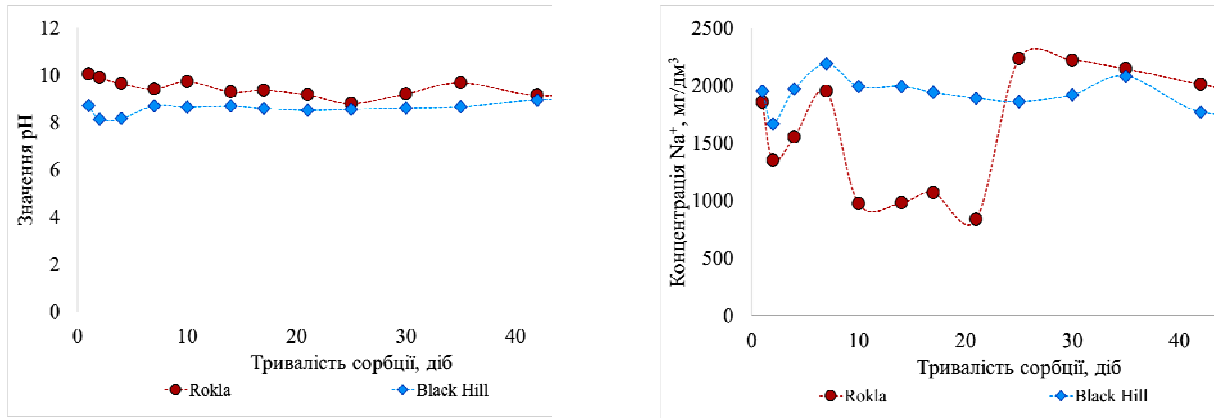 12
10
8
6
4
2
0
Значення pH
0
10
20
30
40
Тривалість сорбції, діб
Rokla
Black Hill
2500
2000
1500
1000
500
0
Концентрація Na⁺, мг/дм³
0
10
20
30
40
Тривалість сорбції, діб
Rokla
Black Hill